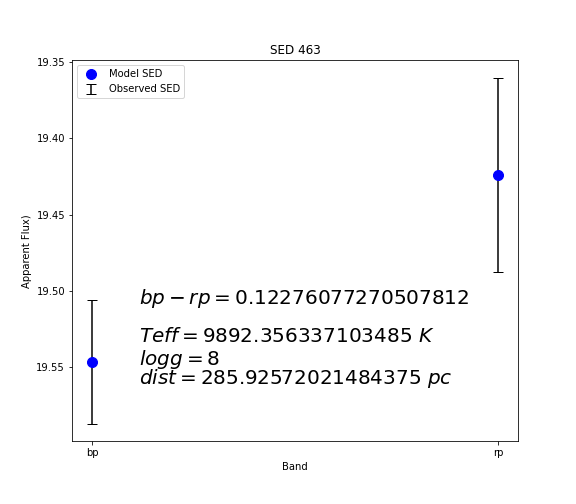 SED 463
19.35
Model SED
Observed SED
19.40
19.45
Apparent Flux)
19.50
bp − rp = 0.12276077270507812
Teff = 9892.356337103485 K
logg = 8
19.55
dist = 285.92572021484375 pc
bp
rp
Band